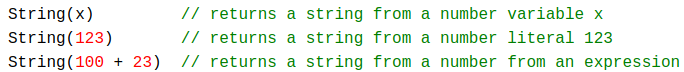 String(x)         // returns a string from a number variable x
String(123)       // returns a string from a number literal 123
String(100 + 23)  // returns a string from a number from an expression